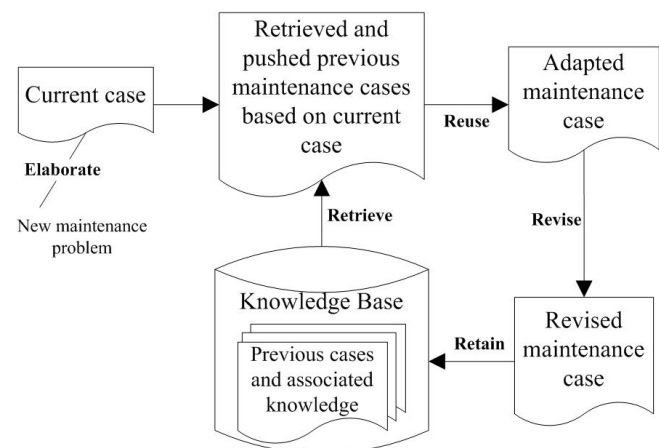 Current case
Elaborate
New maintenance
problem
Retrieved and
pushed previous
maintenance cases
based on current
case
Reuse
Adapted
maintenance
case
Revise
Revised
maintenance
case
Retain
Retrieve
Knowledge Base
Previous cases
and associated
knowledge